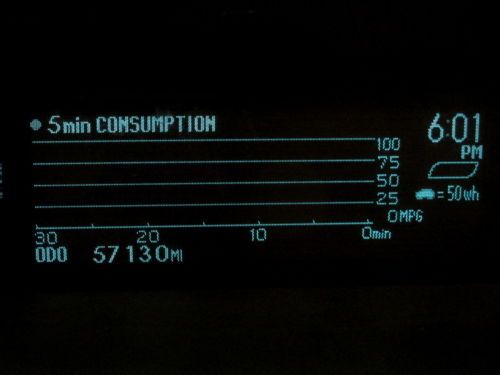 5min CONSUMPTION
6:01
PM
100
75
50
25
0MPG
=50wh
30 20 10 0min
ODO 57130MI